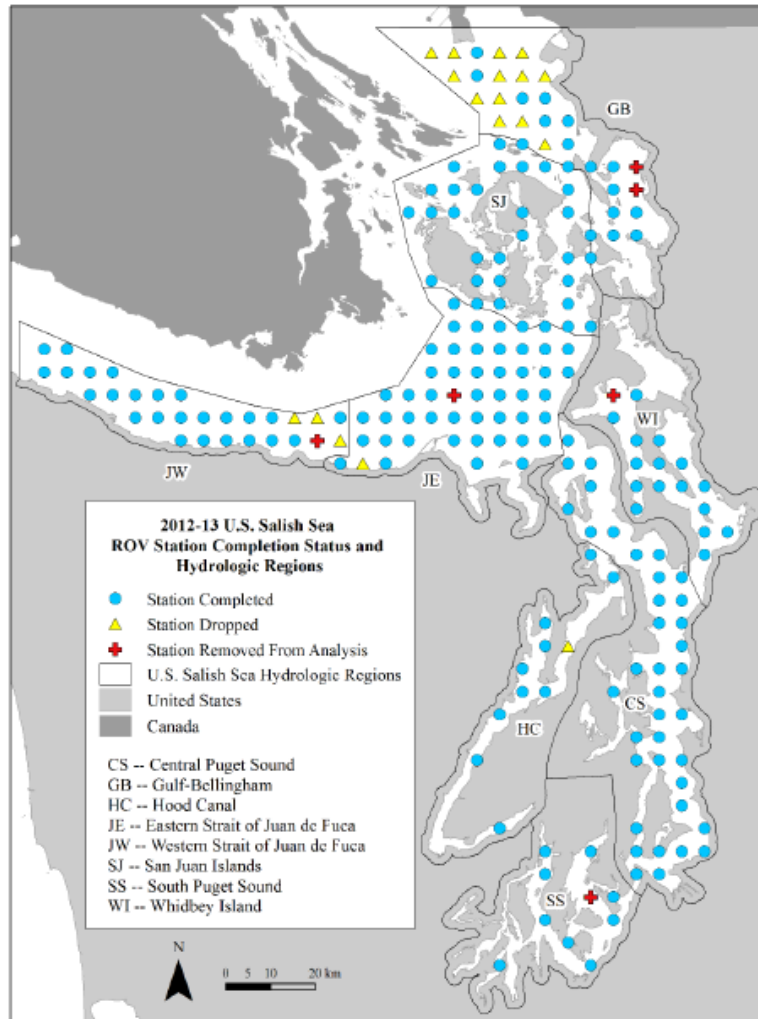 GB
SJ
WI
JW
JE
2012-13 U.S. Salish Sea
ROV Station Completion Status and
Hydrologic Regions
Station Completed
Station Dropped
Station Removed From Analysis
U.S. Salish Sea Hydrologic Regions
United States
Canada
CS -- Central Puget Sound
GB -- Gulf-Bellingham
HC -- Hood Canal
JE -- Eastern Strait of Juan de Fuca
JW -- Western Strait of Juan de Fuca
SJ -- San Juan Islands
SS -- South Puget Sound
WI -- Whidbey Island
CS
HC
SS
N
0 5 10 20 km